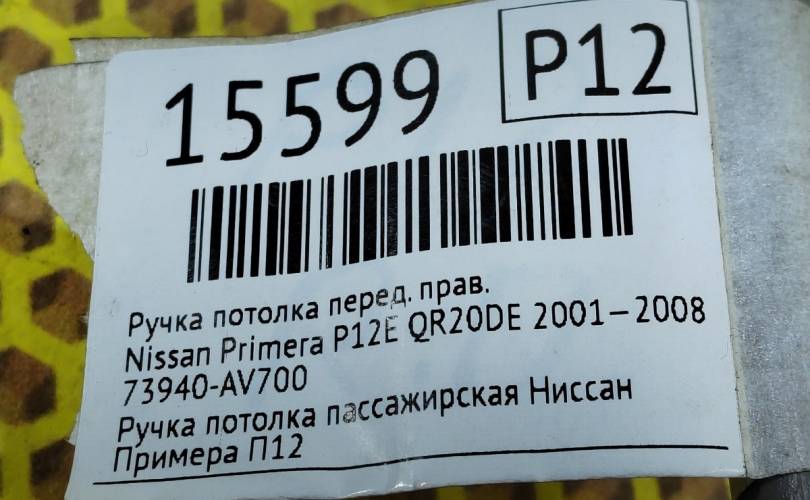 15599 P12
Ручка потолка перед. прав.
Nissan Primera P12E QR20DE 2001–2008
73940-AV700
Ручка потолка пассажирская Ниссан
Примера П12